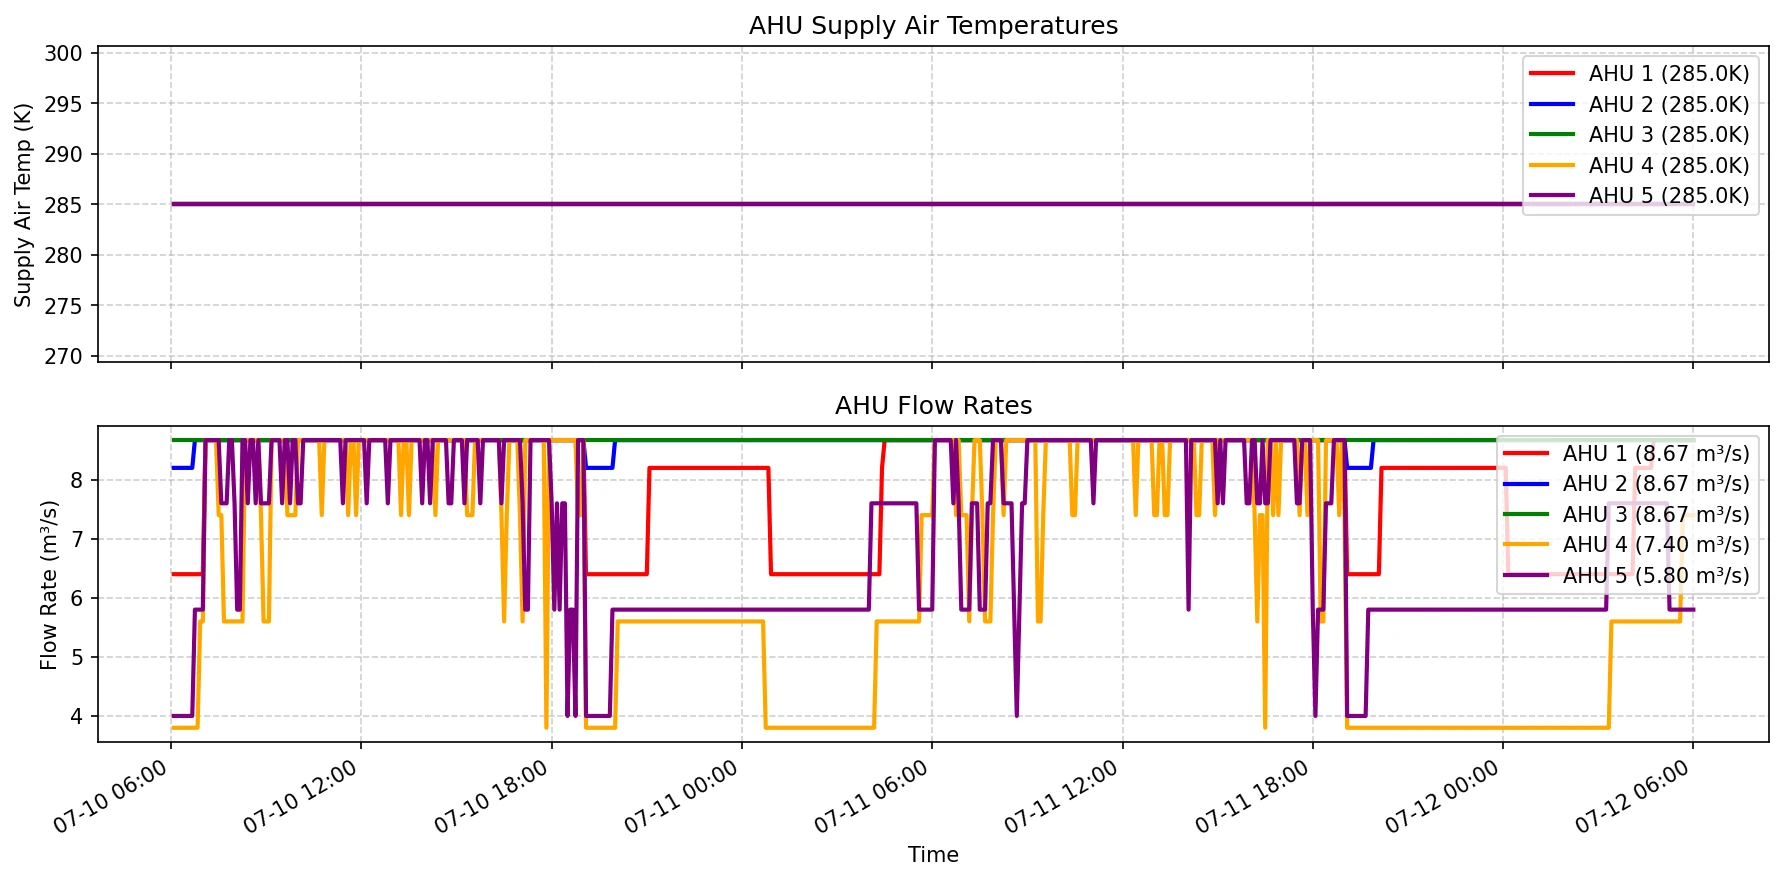 AHU Supply Air Temperatures
Supply Air Temp (K)
300
295
290
285
280
275
270
AHU 1 (285.0K)
AHU 2 (285.0K)
AHU 3 (285.0K)
AHU 4 (285.0K)
AHU 5 (285.0K)
AHU Flow Rates
Flow Rate (m³/s)
8
7
6
5
4
AHU 1 (8.67 m³/s)
AHU 2 (8.67 m³/s)
AHU 3 (8.67 m³/s)
AHU 4 (7.40 m³/s)
AHU 5 (5.80 m³/s)
07-10 06:00
07-10 12:00
07-10 18:00
07-11 00:00
07-11 06:00
07-11 12:00
07-11 18:00
07-12 00:00
07-12 06:00
Time